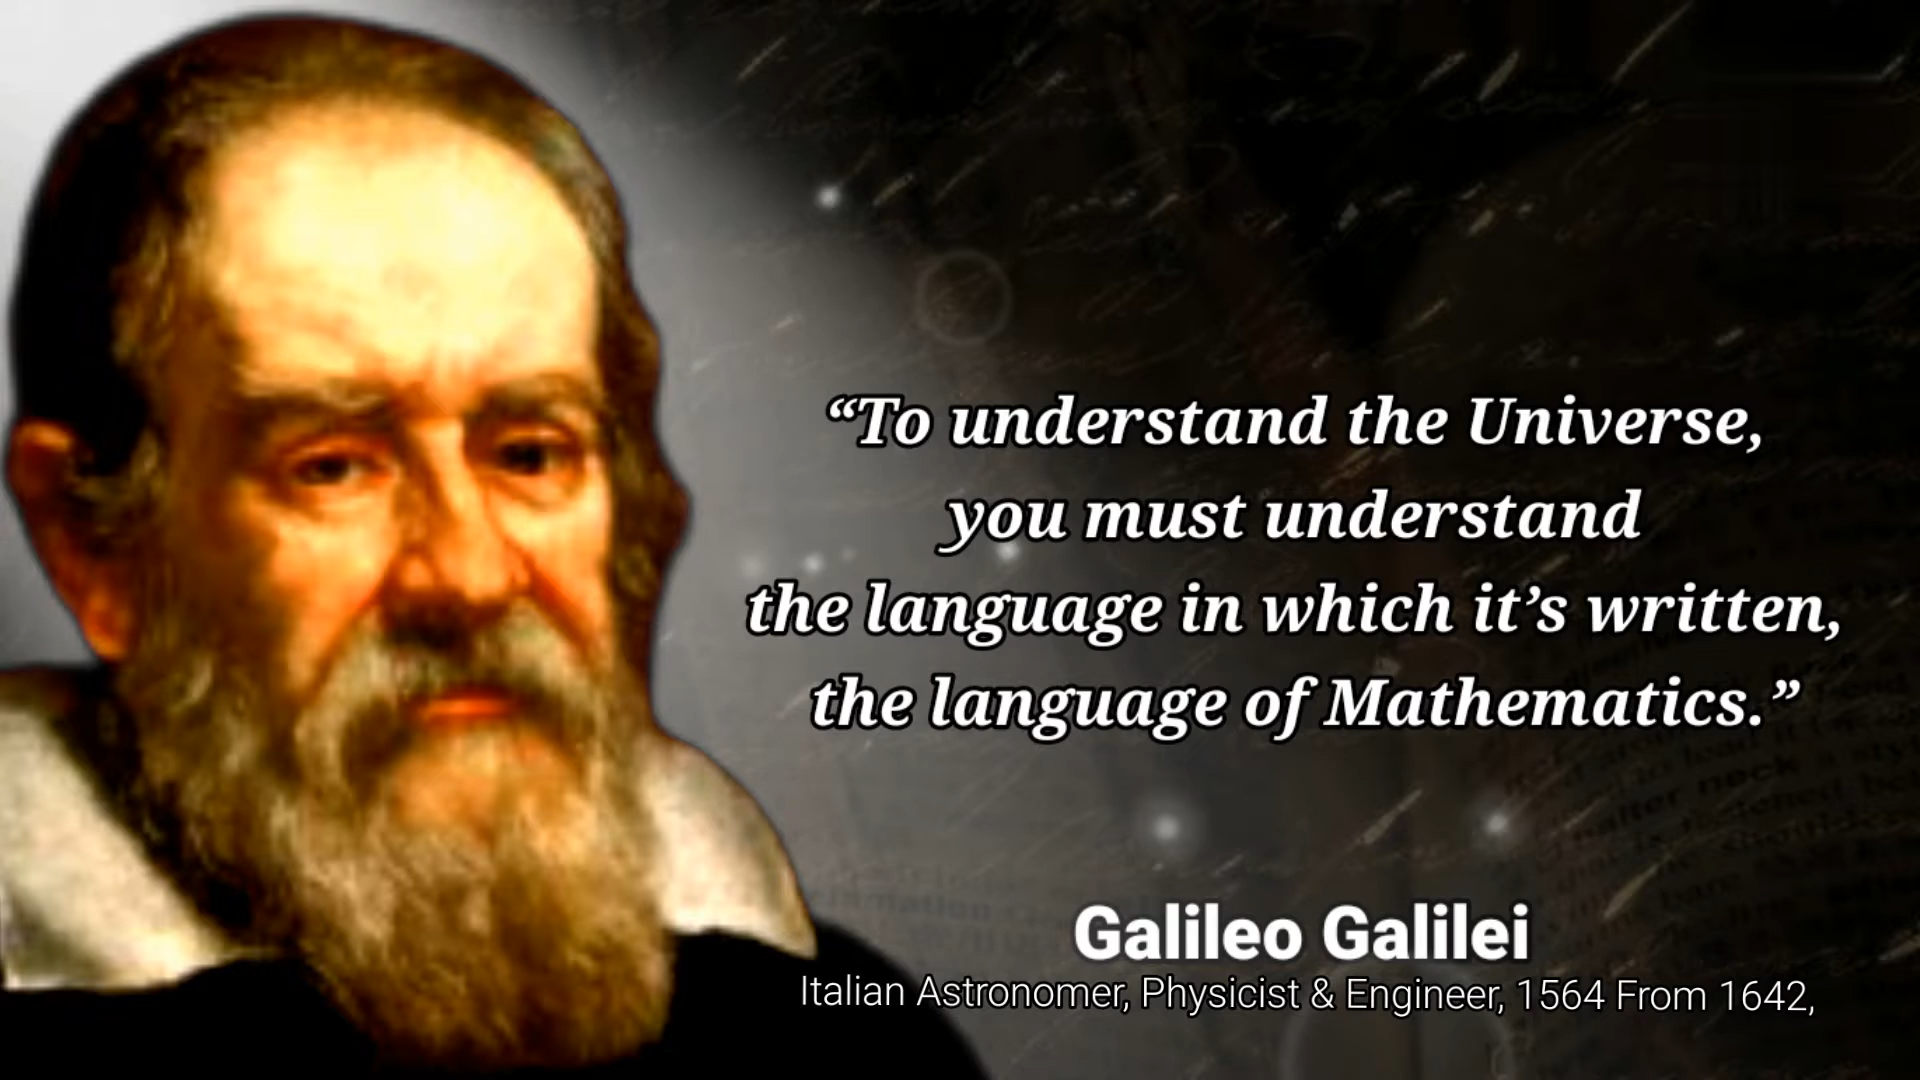 “To understand the Universe,
you must understand
the language in which it’s written,
the language of Mathematics.”
Galileo Galilei
Italian Astronomer, Physicist & Engineer, 1564 From 1642,